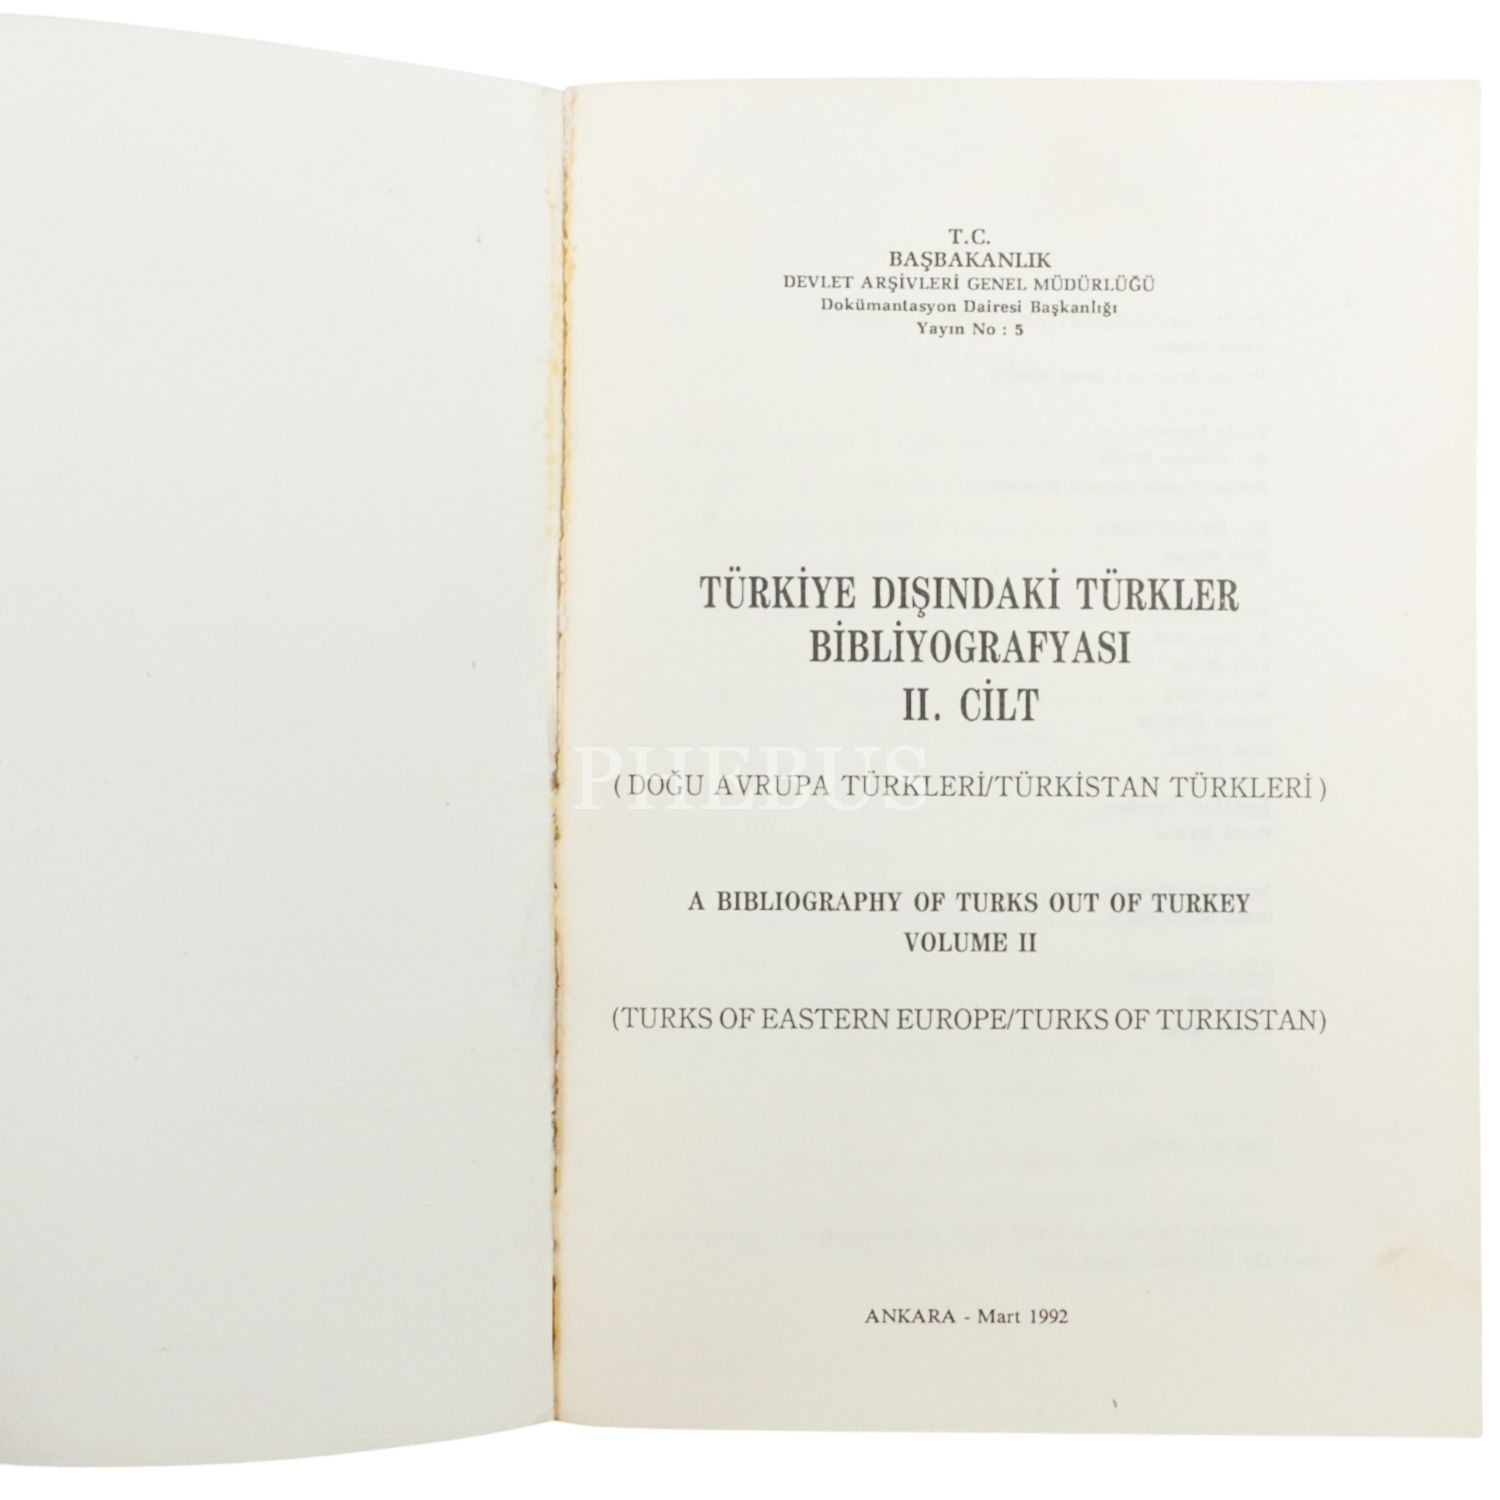 T.C.
BAŞBAKANLIK
DEVLET ARŞİVLERİ GENEL MÜDÜRLÜĞÜ
Dokümantasyon Dairesi Başkanlığı
Yayın No : 5
TÜRKİYE DIŞINDAKİ TÜRKLER
BİBLİYOGRAFYASI
II. CİLT
PHEBUS
(DOĞU AVRUPA TÜRKLERİ/TÜRKİSTAN TÜRKLERİ)
A BIBLIOGRAPHY OF TURKS OUT OF TURKEY
VOLUME II
(TURKS OF EASTERN EUROPE/TURKS OF TURKISTAN)
ANKARA - Mart 1992